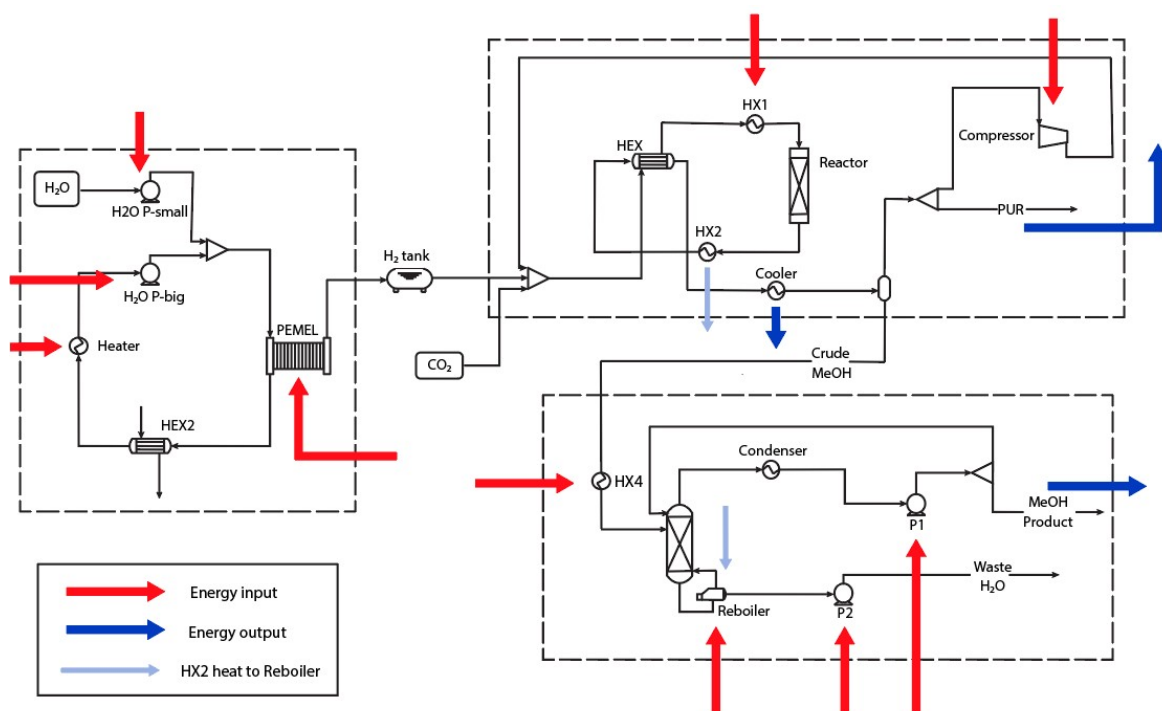 H₂O
H2O P-small
H₂O P-big
Heater
PEMEL
HEX2
H₂ tank
CO₂
HEX
HX1
Reactor
HX2
Cooler
Compressor
PUR
Crude
MeOH
HX4
Condenser
P1
MeOH
Product
Reboiler
P2
Waste
H₂O
Energy input
Energy output
HX2 heat to Reboiler